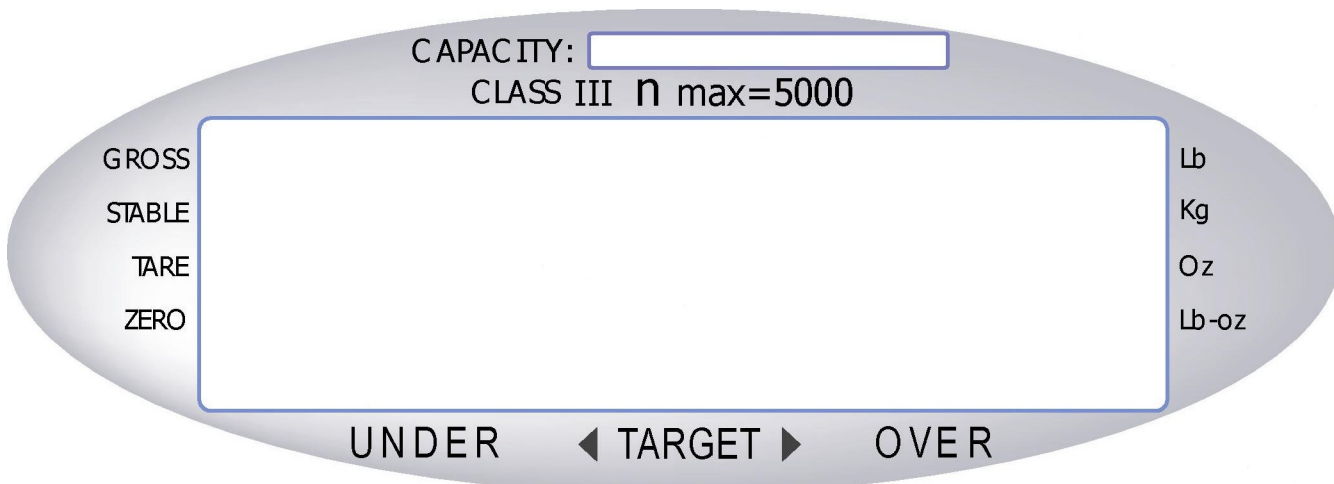 CAPACITY:
CLASS III n max=5000
GROSS
STABLE
TARE
ZERO
Lb
Kg
Oz
Lb-oz
UNDER ◀ TARGET ▶ OVER